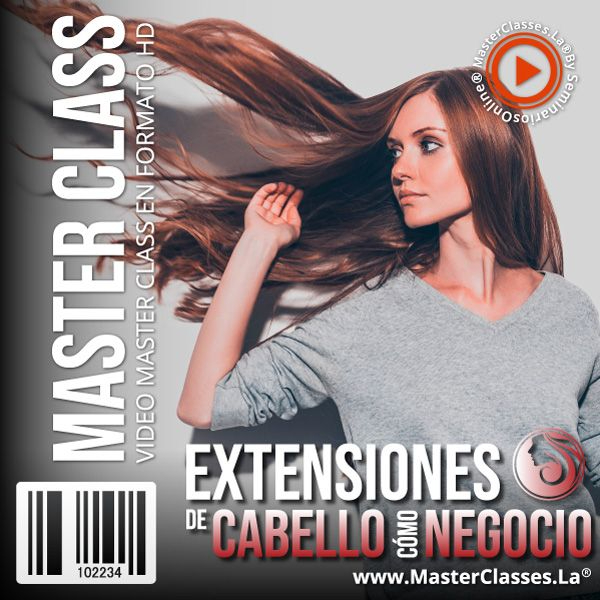 MASTER CLASS
VIDEO MASTER CLASS EN FORMATO HD
MasterClasses.La® By SeminariosOnline®
EXTENSIONES
DE CABELLO CÓMO NEGOCIO
102234
www.MasterClasses.La®